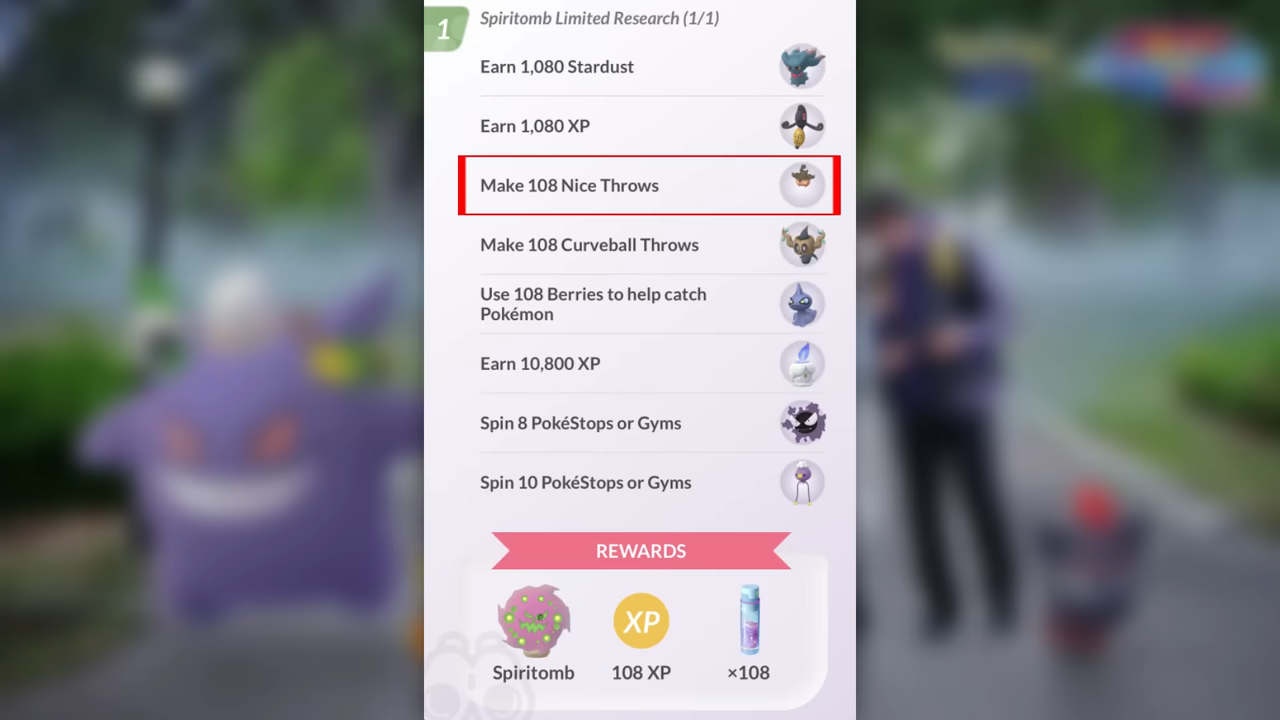 1
Spiritomb Limited Research (1/1)
Earn 1,080 Stardust
Earn 1,080 XP
Make 108 Nice Throws
Make 108 Curveball Throws
Use 108 Berries to help catch
Pokémon
Earn 10,800 XP
Spin 8 PokéStops or Gyms
Spin 10 PokéStops or Gyms
REWARDS
XP
Spiritomb
108 XP
×108